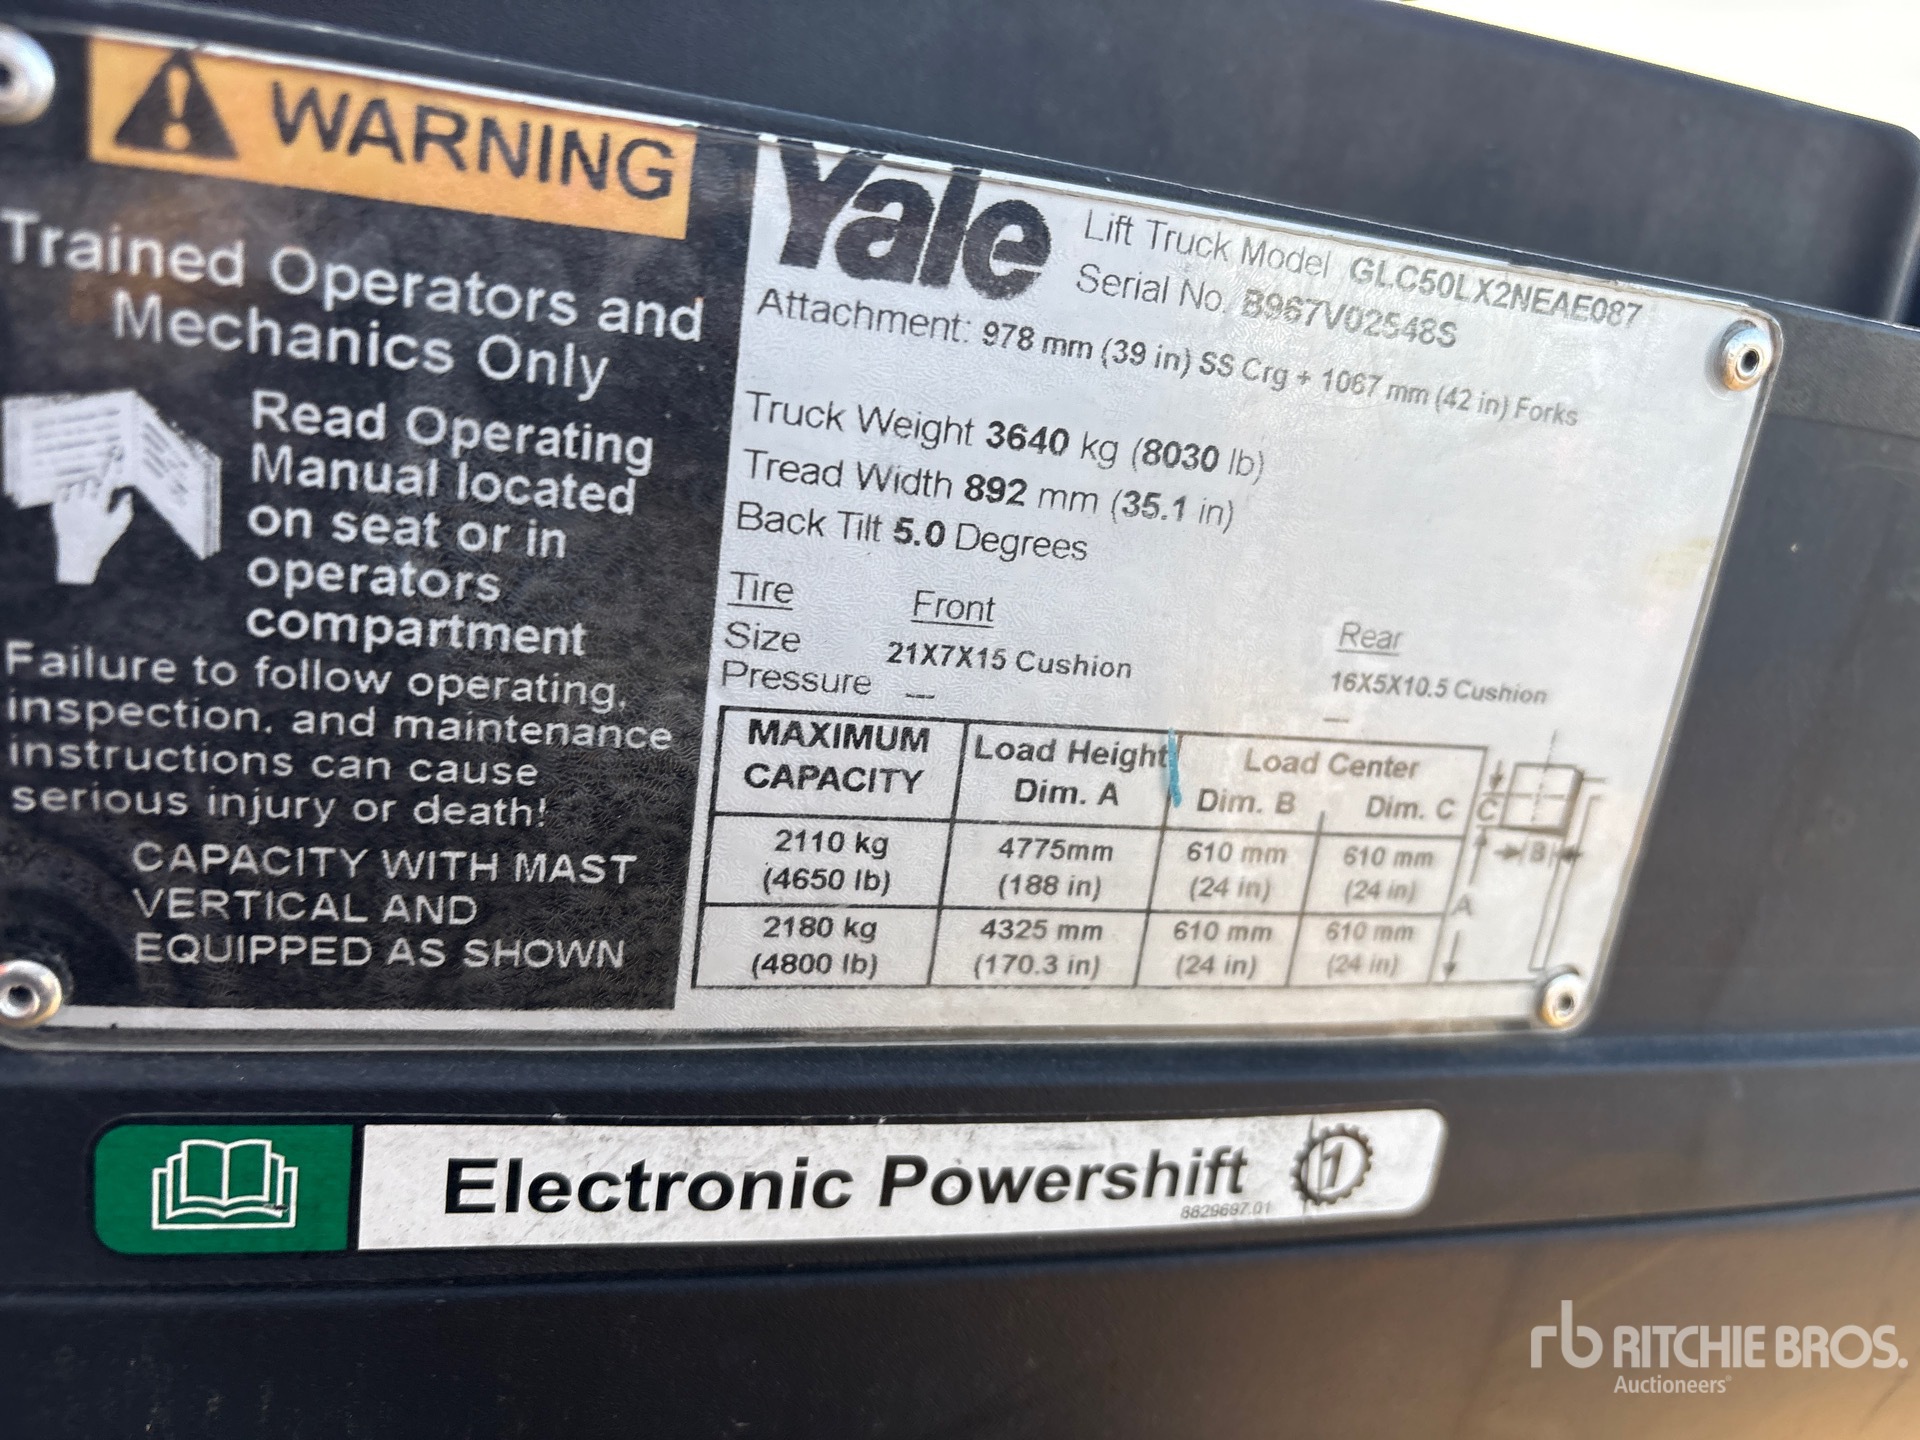 WARNING
Trained Operators and
Mechanics Only
Read Operating
Manual located
on seat or in
operators
compartment
Failure to follow operating,
inspection, and maintenance
instructions can cause
serious injury or death!
CAPACITY WITH MAST
VERTICAL AND
EQUIPPED AS SHOWN
Yale
Lift Truck Model GLC50LX2NEAE087
Serial No. B967V02548S
Attachment: 978 mm (39 in) SS Crg + 1067 mm (42 in) Forks
Truck Weight 3640 kg (8030 lb)
Tread Width 892 mm (35.1 in)
Back Tilt 5.0 Degrees
Tire Front Rear
Size 21X7X15 Cushion 16X5X10.5 Cushion
Pressure — —
MAXIMUM CAPACITY Load Height Dim. A Load Center Dim. B Dim. C
2110 kg 4775mm 610 mm 610 mm
(4650 lb) (188 in) (24 in) (24 in)
2180 kg 4325 mm 610 mm 610 mm
(4800 lb) (170.3 in) (24 in) (24 in)
C
B
A
Electronic Powershift 1
8829697.01
rb RITCHIE BROS.
Auctioneers